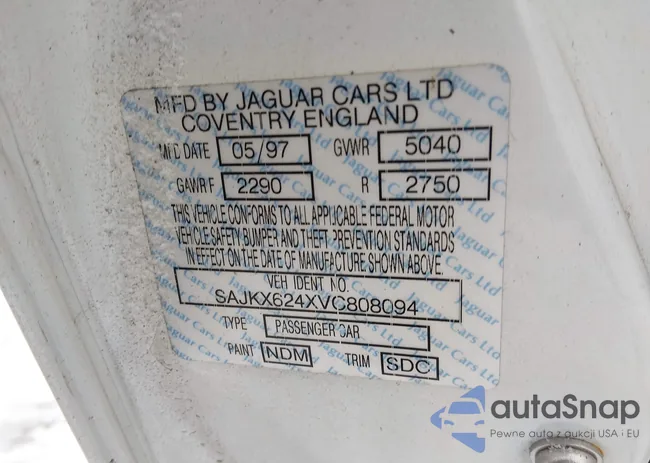 MFD BY JAGUAR CARS LTD
COVENTRY ENGLAND
MFD DATE 05/97 GVWR 5040
GAWR F 2290 R 2750
THIS VEHICLE CONFORMS TO ALL APPLICABLE FEDERAL MOTOR
VEHICLE SAFETY BUMPER AND THEFT PREVENTION STANDARDS
IN EFFECT ON THE DATE OF MANUFACTURE SHOWN ABOVE.
VEH IDENT NO.
SAJKX624XVC808094
TYPE PASSENGER CAR
PAINT NDM TRIM SDC
autaSnap
Pewne auta z aukcji USA i EU